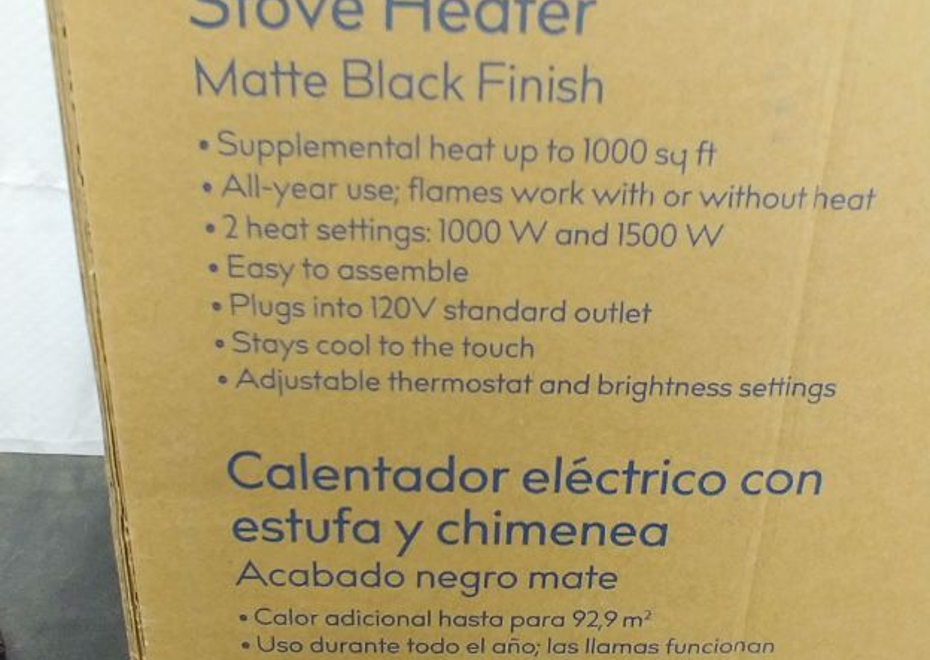 Stove Heater
Matte Black Finish
• Supplemental heat up to 1000 sq ft
• All-year use; flames work with or without heat
• 2 heat settings: 1000 W and 1500 W
• Easy to assemble
• Plugs into 120V standard outlet
• Stays cool to the touch
• Adjustable thermostat and brightness settings
Calentador eléctrico con
estufa y chimenea
Acabado negro mate
• Calor adicional hasta para 92,9 m²
• Uso durante todo el año; las llamas funcionan